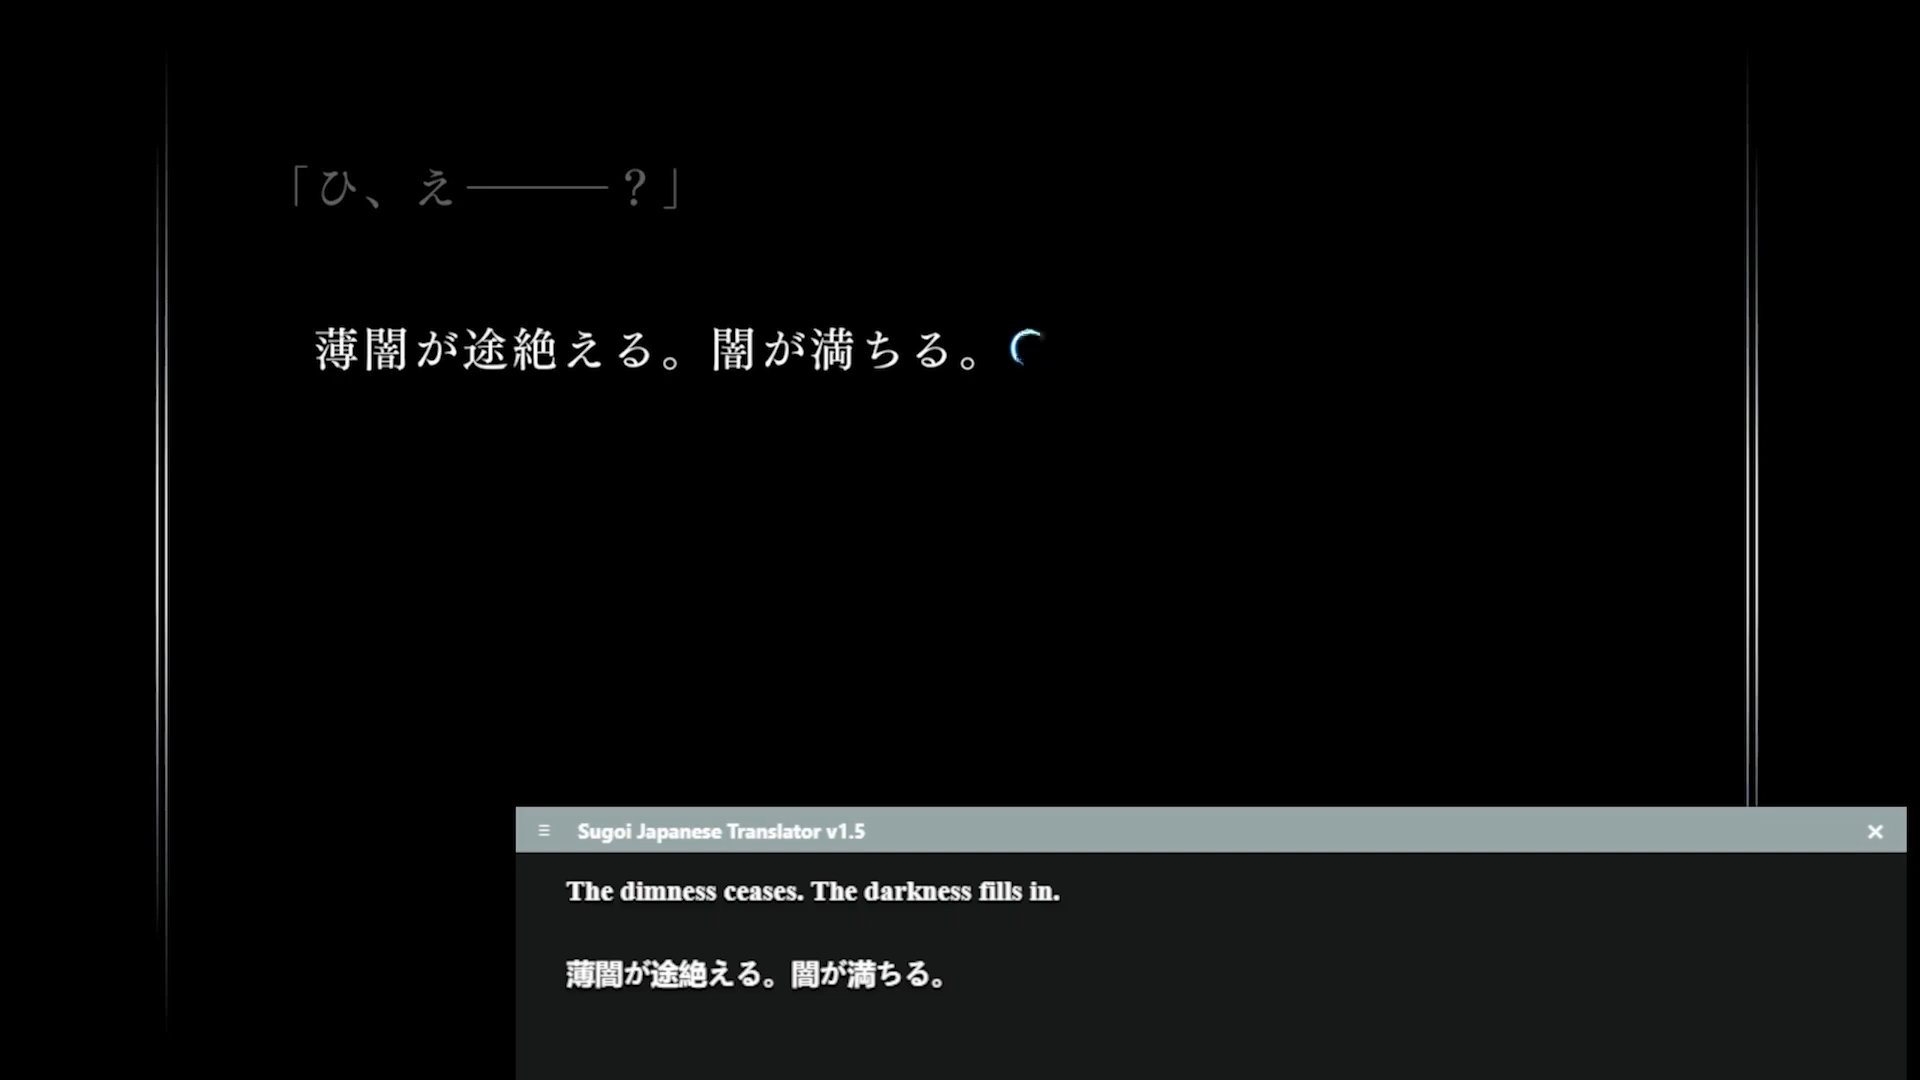 「ひ、え―――？」
薄闇が途絶える。闇が満ちる。
Sugoi Japanese Translator v1.5
The dimness ceases. The darkness fills in.
薄闇が途絶える。闇が満ちる。